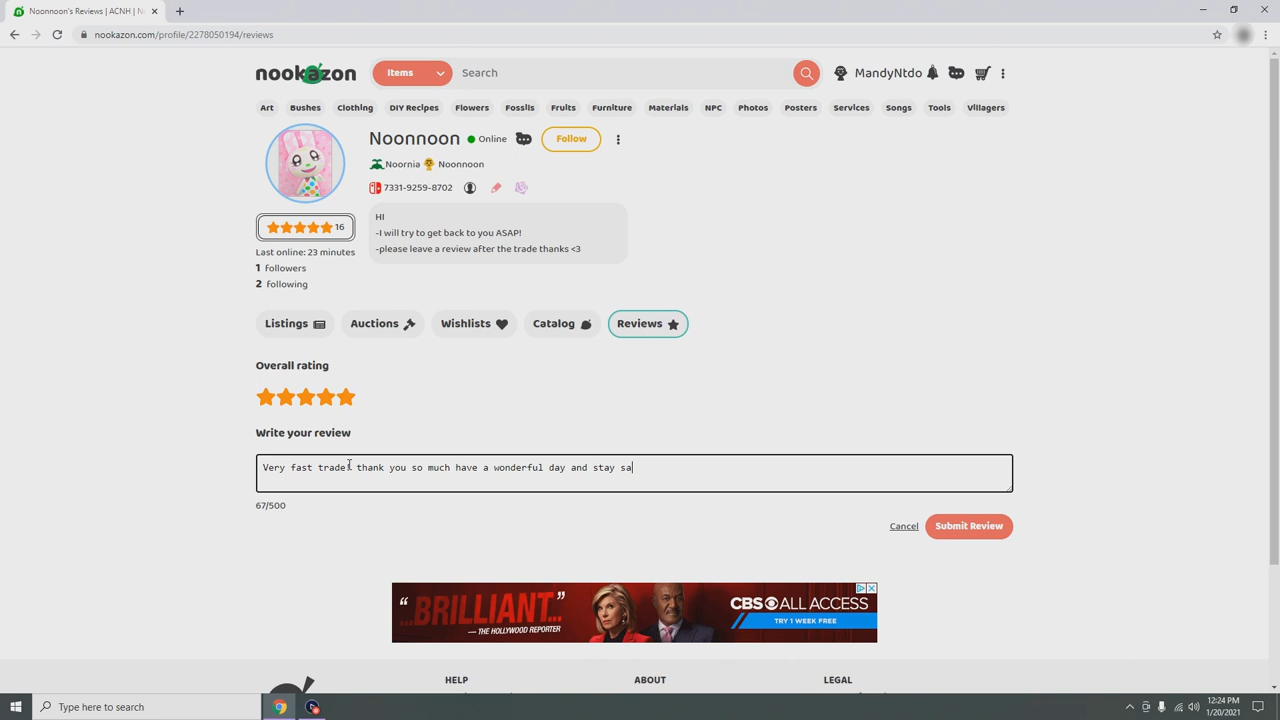 Noonnoon's Reviews | ACNH | N
nookazon.com/profile/2278050194/reviews
nookazon
Items
Search
MandyNtdo
Art
Bushes
Clothing
DIY Recipes
Flowers
Fossils
Fruits
Furniture
Materials
NPC
Photos
Posters
Services
Songs
Tools
Villagers
Noonnoon
Online
Follow
Noornia
Noonnoon
7331-9259-8702
16
HI
-I will try to get back to you ASAP!
-please leave a review after the trade thanks <3
Last online: 23 minutes
1 followers
2 following
Listings
Auctions
Wishlists
Catalog
Reviews
Overall rating
Write your review
Very fast trade! thank you so much have a wonderful day and stay sa
67/500
Cancel
Submit Review
"BRILLIANT..."
— THE HOLLYWOOD REPORTER
CBS ALL ACCESS
TRY 1 WEEK FREE
HELP
ABOUT
LEGAL
Type here to search
12:24 PM
1/20/2021